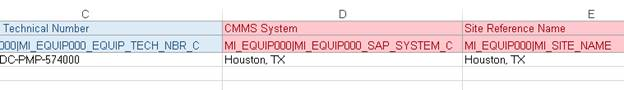 C D E
Technical Number CMMS System Site Reference Name
000|MI_EQUIP000_EQUIP_TECH_NBR_C MI_EQUIP000|MI_EQUIP000_SAP_SYSTEM_C MI_EQUIP000|MI_SITE_NAME
DC-PMP-574000 Houston, TX Houston, TX